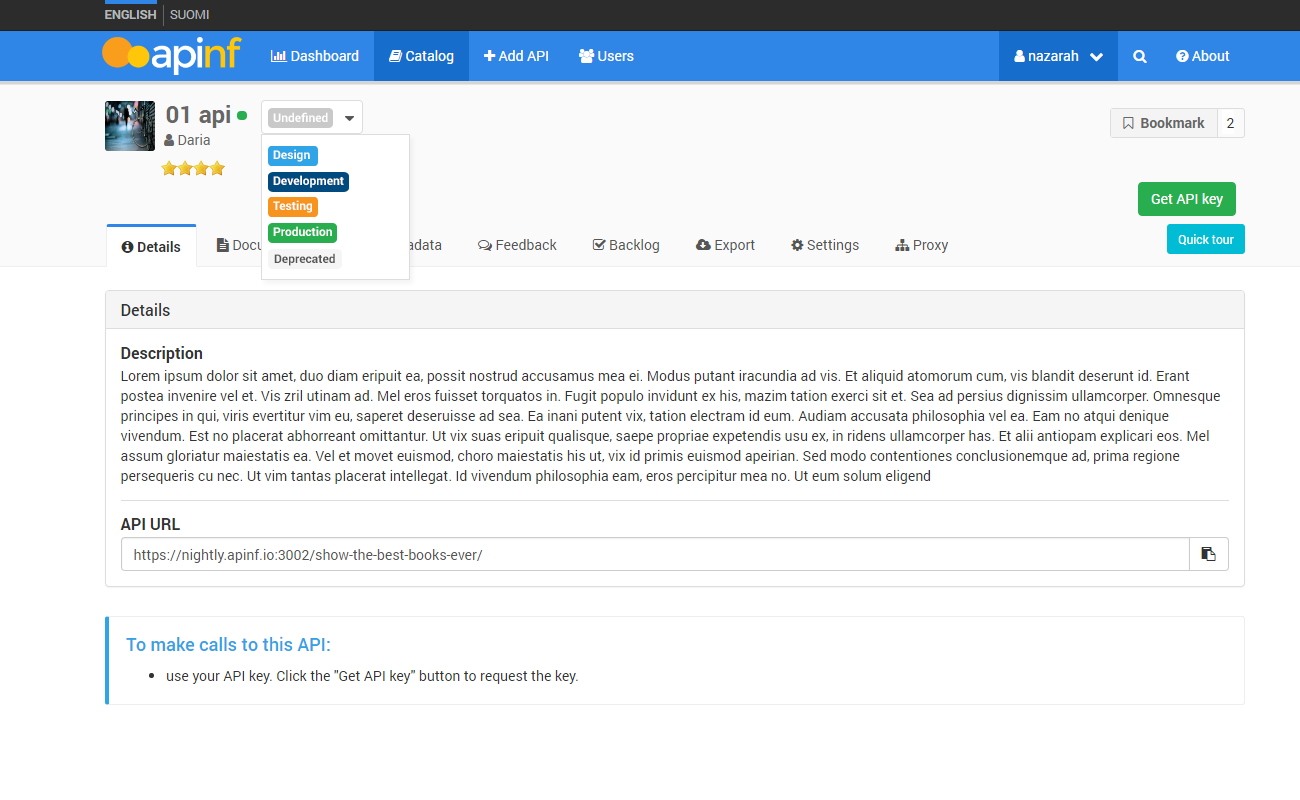 ENGLISH SUOMI
apinf Dashboard Catalog Add API Users nazarah About
01 api Undefined Bookmark 2
Daria
Design
Development
Testing
Production
Deprecated
Get API key
Details Docu adata Feedback Backlog Export Settings Proxy
Quick tour
Details
Description
Lorem ipsum dolor sit amet, duo diam eripuit ea, possit nostrud accusamus mea ei. Modus putant iracundia ad vis. Et aliquid atomorum cum, vis blandit deserunt id. Erant
postea invenire vel et. Vis zril utinam ad. Mel eros fuisset torquatos in. Fugit populo invidunt ex his, mazim tation exerci sit et. Sea ad persius dignissim ullamcorper. Omnesque
principes in qui, viris evertitur vim eu, saperet deseruisse ad sea. Ea inani putent vix, tation electram id eum. Audiam accusata philosophia vel ea. Eam no atqui denique
vivendum. Est no placerat abhorreant omittantur. Ut vix suas eripuit qualisque, saepe propriae expetendis usu ex, in ridens ullamcorper has. Et alii antiopam explicari eos. Mel
assum gloriatur maiestatis ea. Vel et movet euismod, choro maiestatis his ut, vix id primis euismod apeirian. Sed modo contentiones conclusionemque ad, prima regione
persequeris cu nec. Ut vim tantas placerat intellegat. Id vivendum philosophia eam, eros percipitur mea no. Ut eum solum eligend
API URL
https://nightly.apinf.io:3002/show-the-best-books-ever/
To make calls to this API:
• use your API key. Click the "Get API key" button to request the key.